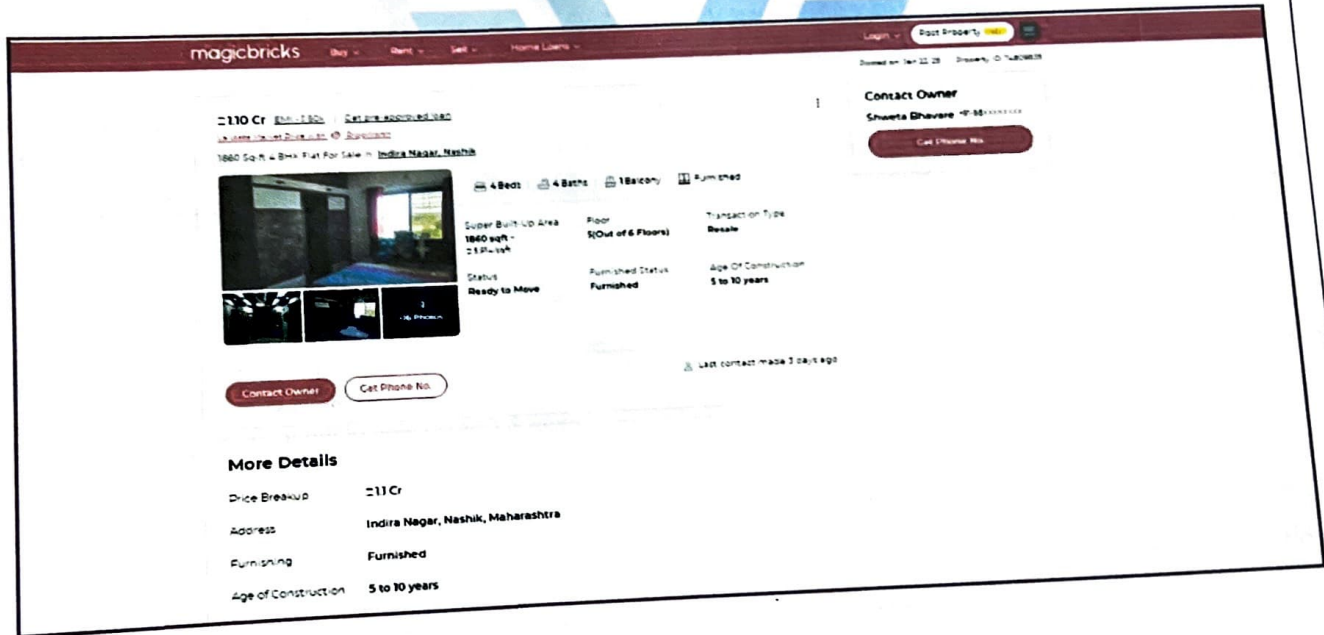 magicbricks Buy Rent Sell Home Loans Login Post Property
₹1.10 Cr Get pre-approved loan
1860 Sq-ft 4 BHK Flat For Sale in Indira Nagar, Nashik
4 Beds 4 Baths 1 Balcony Furnished
Super Built-Up Area Floor Transaction Type
1860 sqft 5(Out of 6 Floors) Resale
Status Furnished Status Age Of Construction
Ready to Move Furnished 5 to 10 years
Photos
Last contact made 3 days ago
Contact Owner Get Phone No.
Contact Owner
Shweta Bhavare
Get Phone No.
More Details
Price Breakup ₹1.1 Cr
Address Indira Nagar, Nashik, Maharashtra
Furnishing Furnished
Age of Construction 5 to 10 years